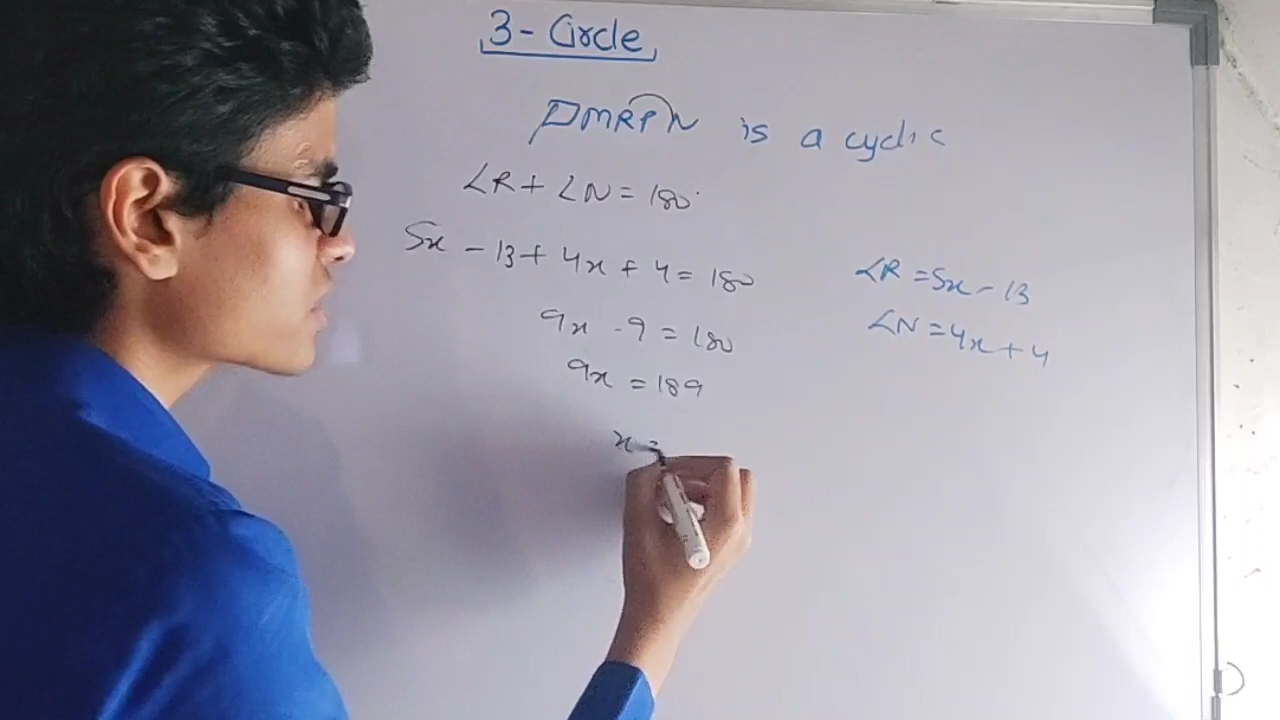 3 - Circle
□MRPN is a cyclic
∠R + ∠N = 180°
5x - 13 + 4x + 4 = 180
9x - 9 = 180
9x = 189
x =
∠R = 5x - 13
∠N = 4x + 4